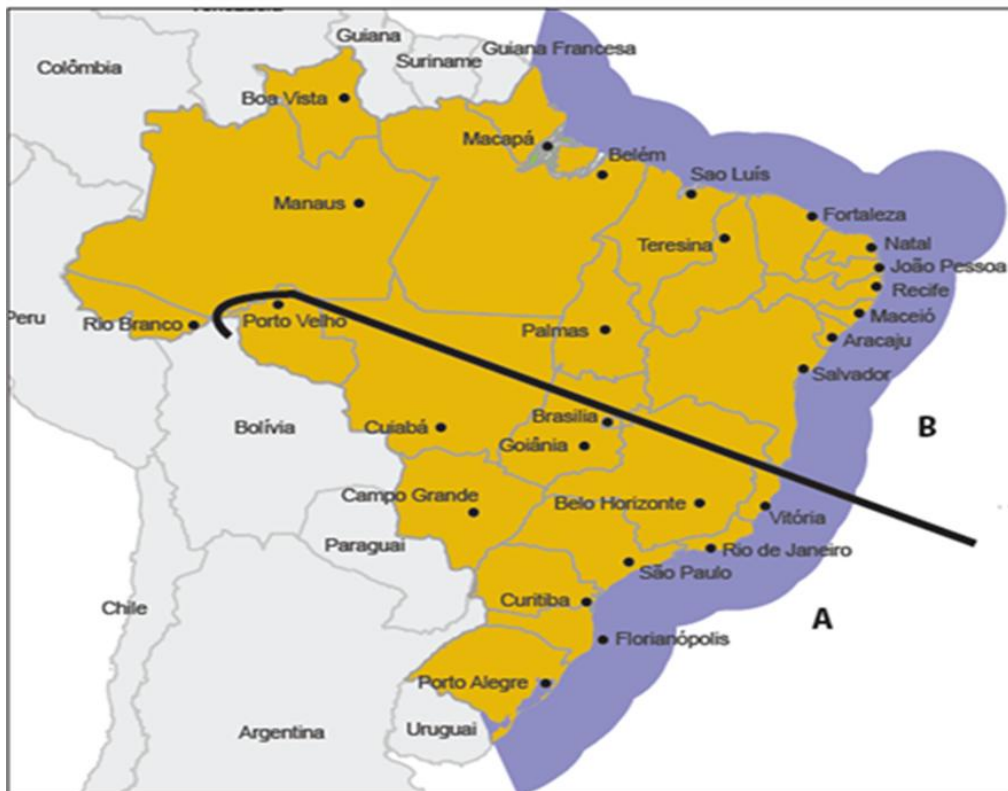 Guiana
Guiana Francesa
Suriname
Colômbia
Boa Vista
Macapá
Belém
Sao Luís
Manaus
Fortaleza
Teresina
Natal
João Pessoa
Recife
Maceió
Peru
Rio Branco
Porto Velho
Palmas
Aracaju
Salvador
Brasilia
Bolívia
Cuiabá
Goiânia
B
Campo Grande
Belo Horizonte
Vitória
Paraguai
Rio de Janeiro
São Paulo
Chile
Curitiba
A
Florianópolis
Porto Alegre
Uruguai
Argentina